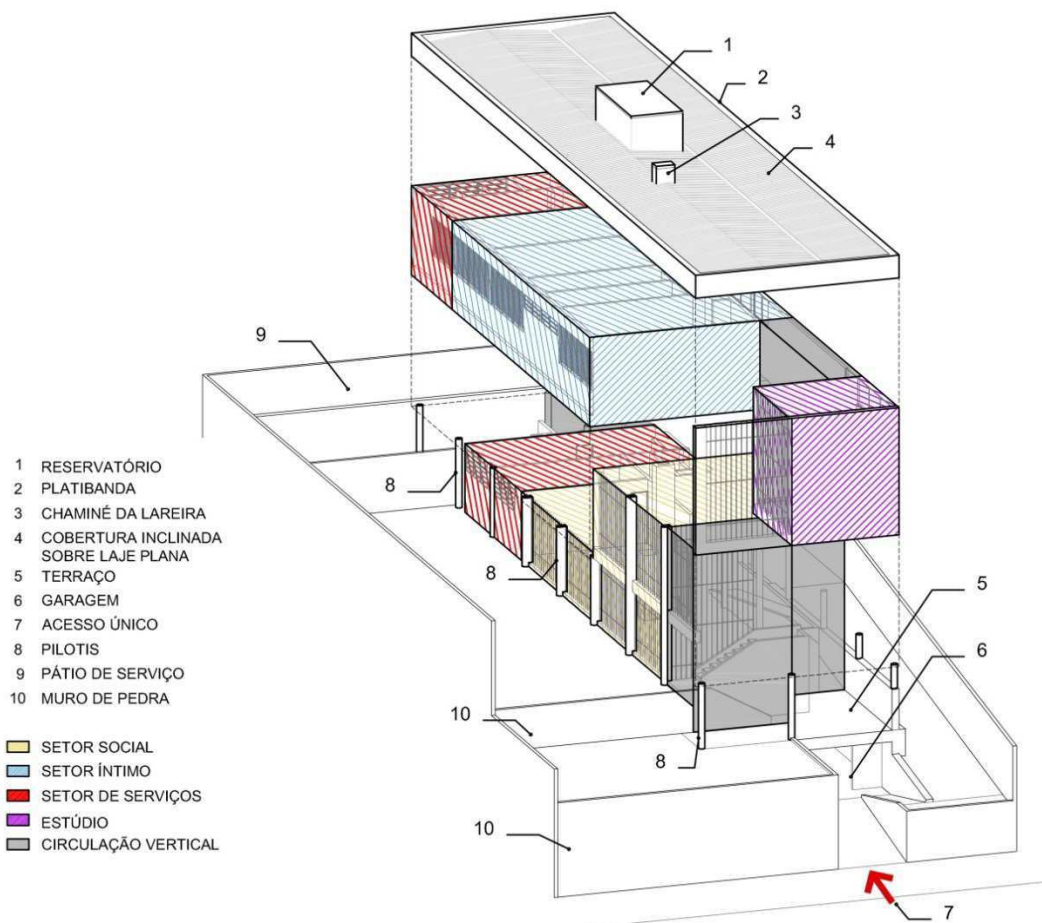 1
2
3
4
9
8
8
5
6
10
8
10
7
1 RESERVATÓRIO
2 PLATIBANDA
3 CHAMINÉ DA LAREIRA
4 COBERTURA INCLINADA
SOBRE LAJE PLANA
5 TERRAÇO
6 GARAGEM
7 ACESSO ÚNICO
8 PILOTIS
9 PÁTIO DE SERVIÇO
10 MURO DE PEDRA
SETOR SOCIAL
SETOR ÍNTIMO
SETOR DE SERVIÇOS
ESTÚDIO
CIRCULAÇÃO VERTICAL